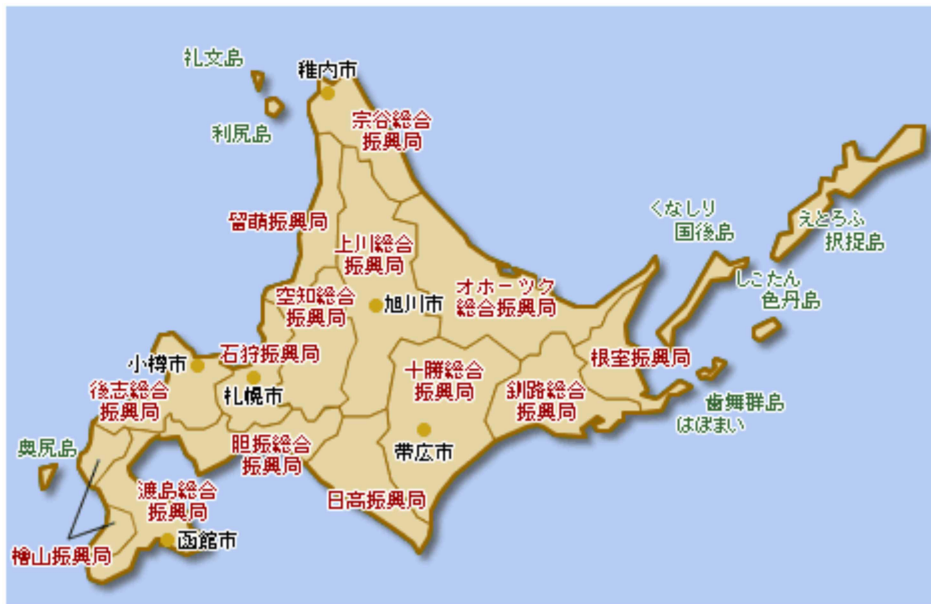 礼文島
稚内市
宗谷総合
振興局
利尻島
くなしり
国後島
えとろふ
択捉島
留萌振興局
上川総合
振興局
しこたん
色丹島
オホーツク
総合振興局
空知総合
振興局
旭川市
石狩振興局
根室振興局
小樽市
十勝総合
振興局
後志総合
振興局
札幌市
釧路総合
振興局
歯舞群島
はぼまい
奥尻島
胆振総合
振興局
帯広市
渡島総合
振興局
日高振興局
函館市
檜山振興局